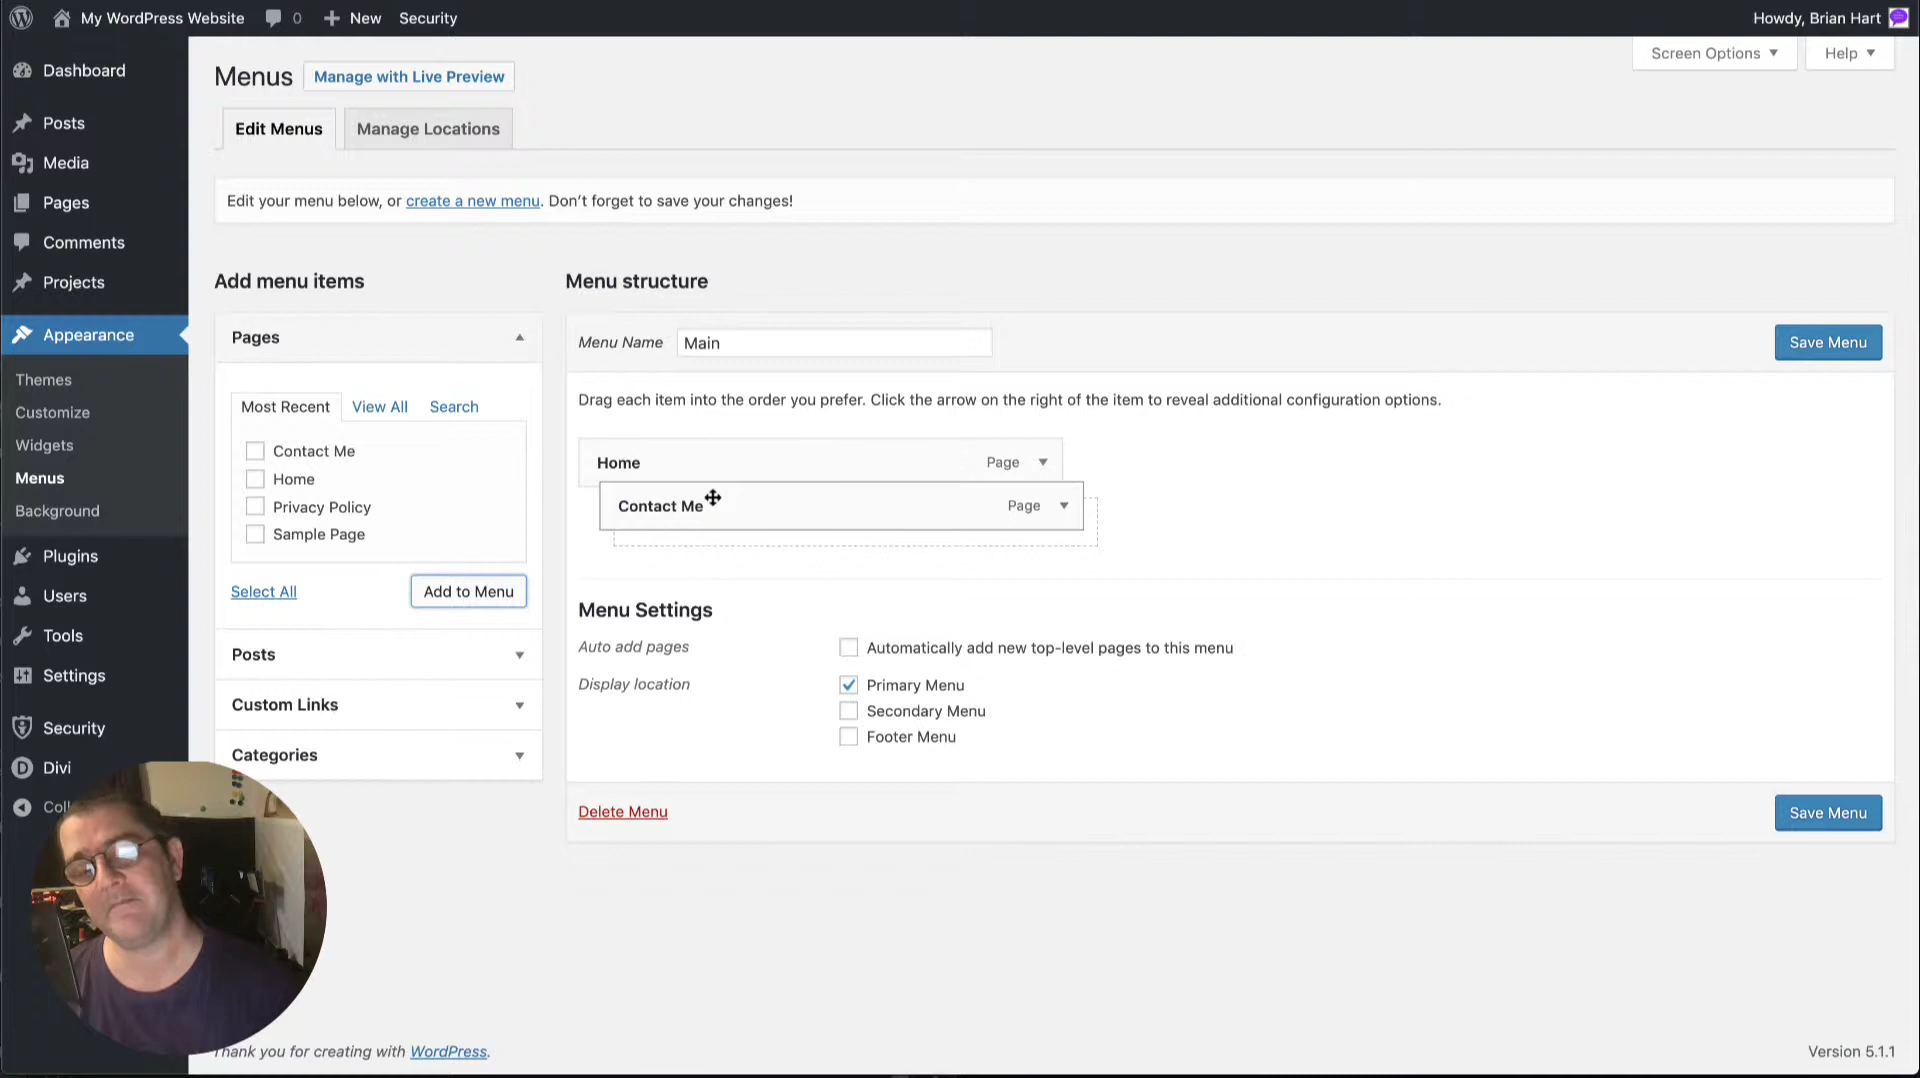 My WordPress Website
0
New
Security
Howdy, Brian Hart
Dashboard
Posts
Media
Pages
Comments
Projects
Appearance
Themes
Customize
Widgets
Menus
Background
Plugins
Users
Tools
Settings
Security
Divi
Coll
Screen Options
Help
Menus
Manage with Live Preview
Edit Menus
Manage Locations
Edit your menu below, or create a new menu. Don't forget to save your changes!
Add menu items
Pages
Most Recent
View All
Search
Contact Me
Home
Privacy Policy
Sample Page
Select All
Add to Menu
Posts
Custom Links
Categories
Menu structure
Menu Name
Main
Save Menu
Drag each item into the order you prefer. Click the arrow on the right of the item to reveal additional configuration options.
Home
Page
Contact Me
Page
Menu Settings
Auto add pages
Automatically add new top-level pages to this menu
Display location
Primary Menu
Secondary Menu
Footer Menu
Delete Menu
Save Menu
Thank you for creating with WordPress.
Version 5.1.1